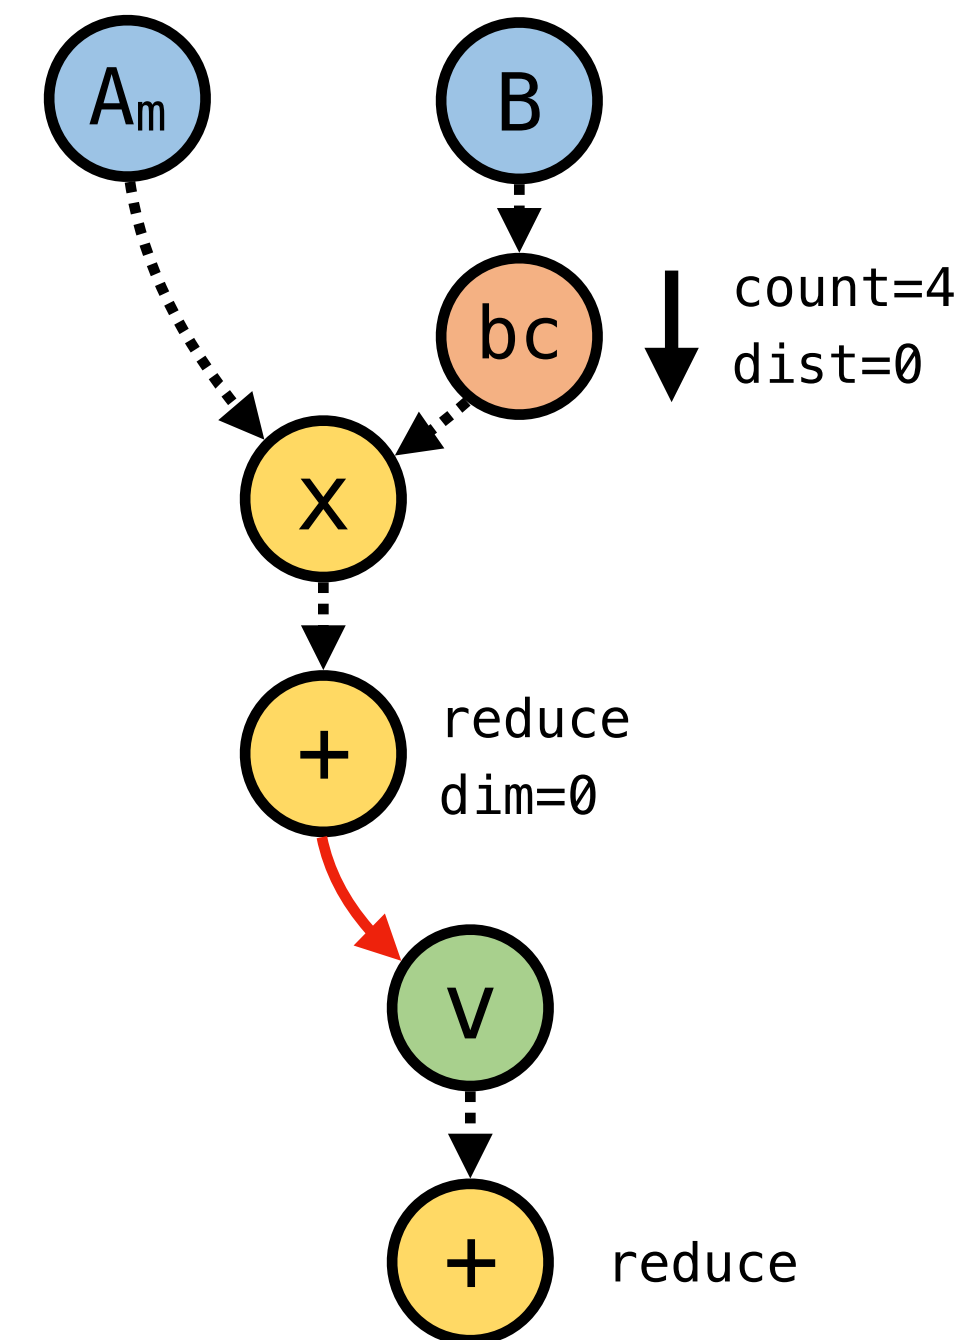 Am
B
bc
count=4
dist=0
x
+
reduce
dim=0
v
+
reduce